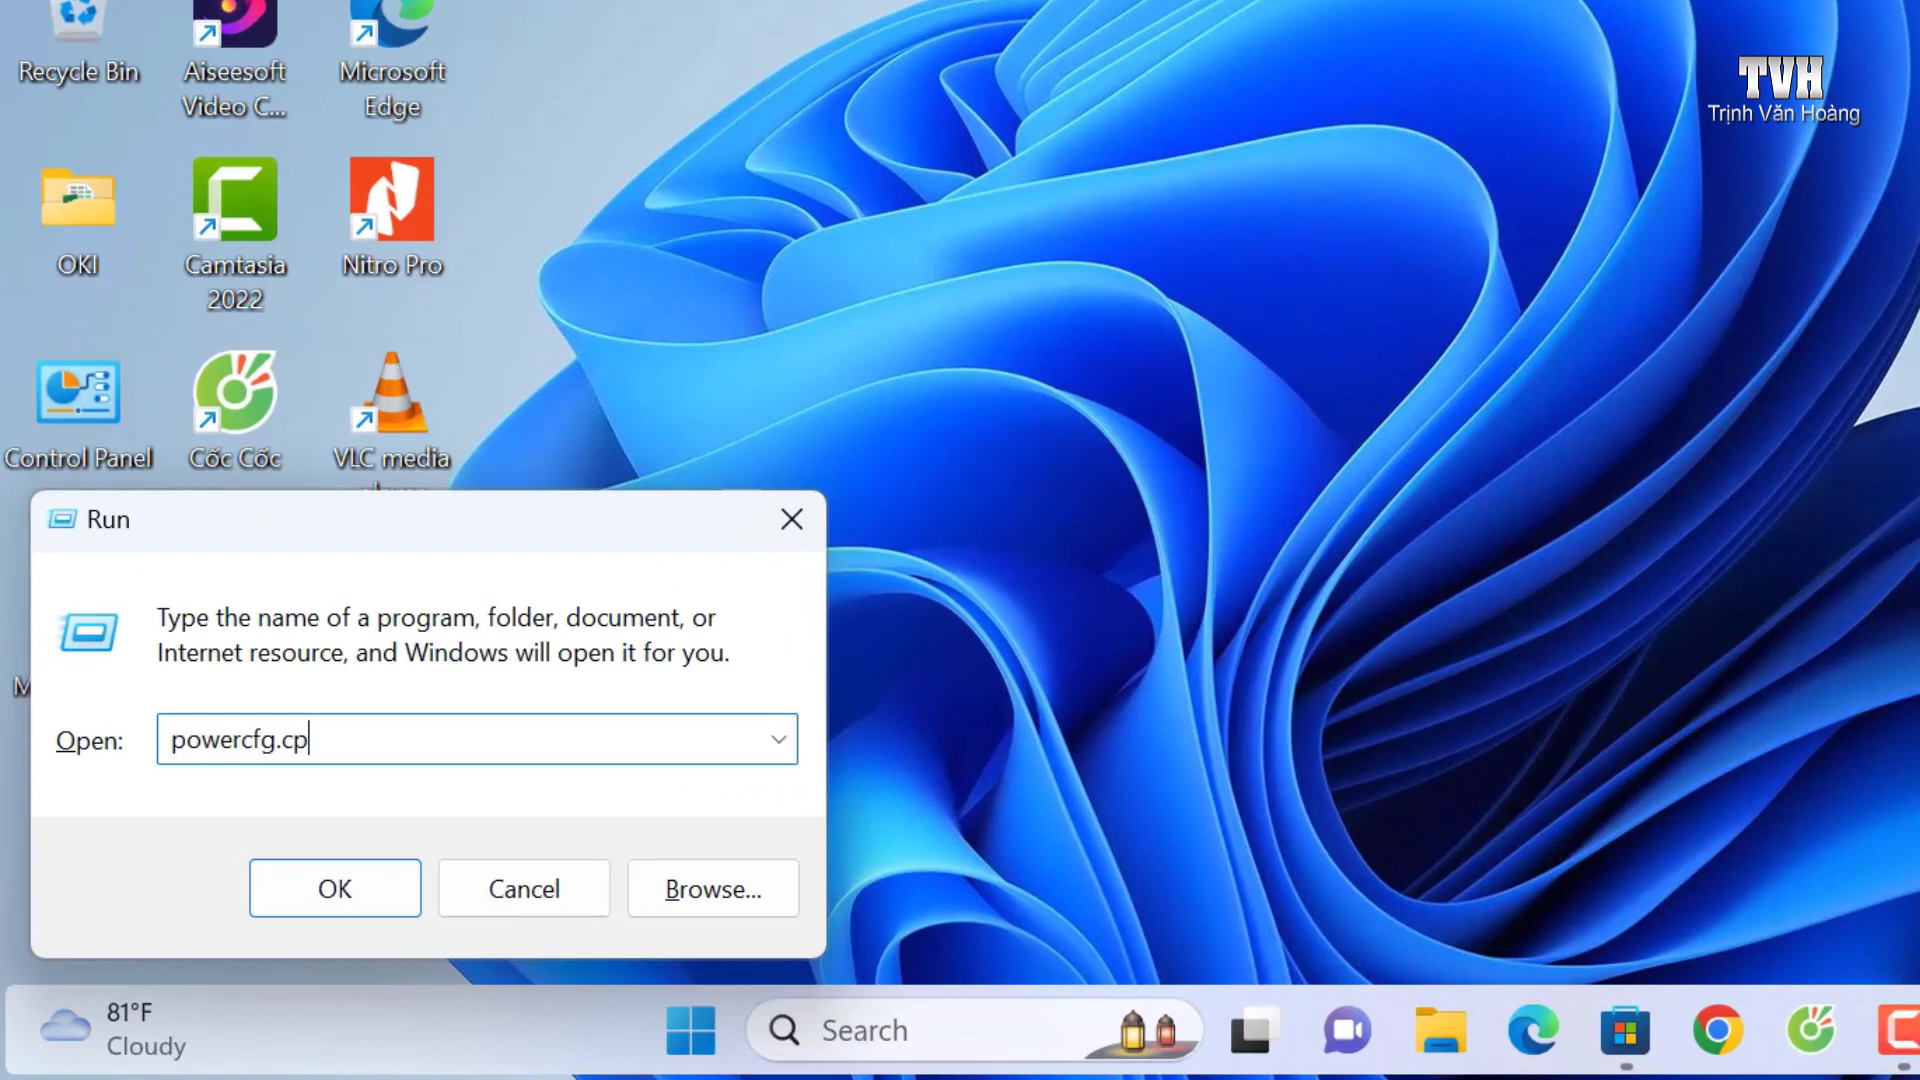 Recycle Bin
Aiseesoft
Video C...
Microsoft
Edge
TVH
Trịnh Văn Hoàng
OKI
Camtasia
2022
Nitro Pro
Control Panel
Cốc Cốc
VLC media
Run
Type the name of a program, folder, document, or
Internet resource, and Windows will open it for you.
M
Open:
powercfg.cp
OK
Cancel
Browse...
81°F
Cloudy
Search